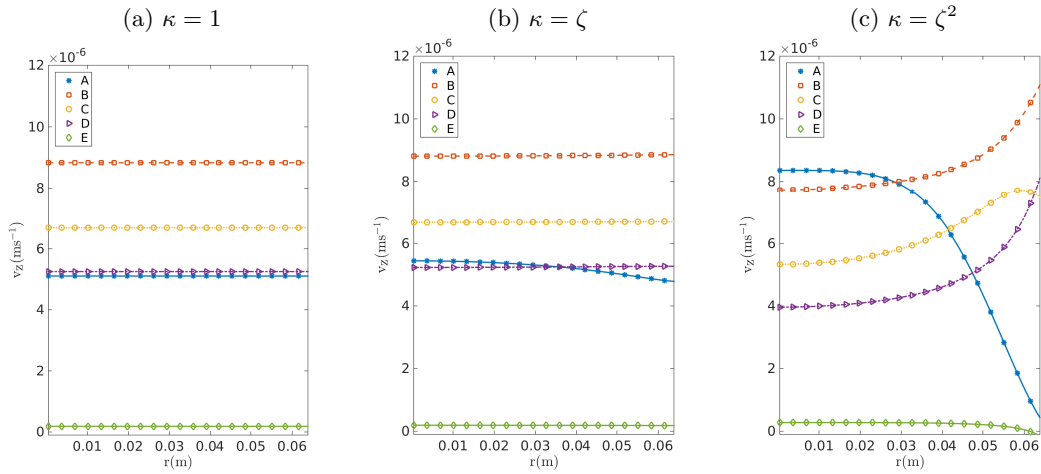 (a) κ = 1
×10⁻⁶
12
10
8
6
4
2
0
A
B
C
D
E
v_z(ms⁻¹)
0.01 0.02 0.03 0.04 0.05 0.06
r(m)
(b) κ = ζ
×10⁻⁶
12
10
8
6
4
2
0
A
B
C
D
E
v_z(ms⁻¹)
0.01 0.02 0.03 0.04 0.05 0.06
r(m)
(c) κ = ζ²
×10⁻⁶
12
10
8
6
4
2
0
A
B
C
D
E
v_z(ms⁻¹)
0.01 0.02 0.03 0.04 0.05 0.06
r(m)